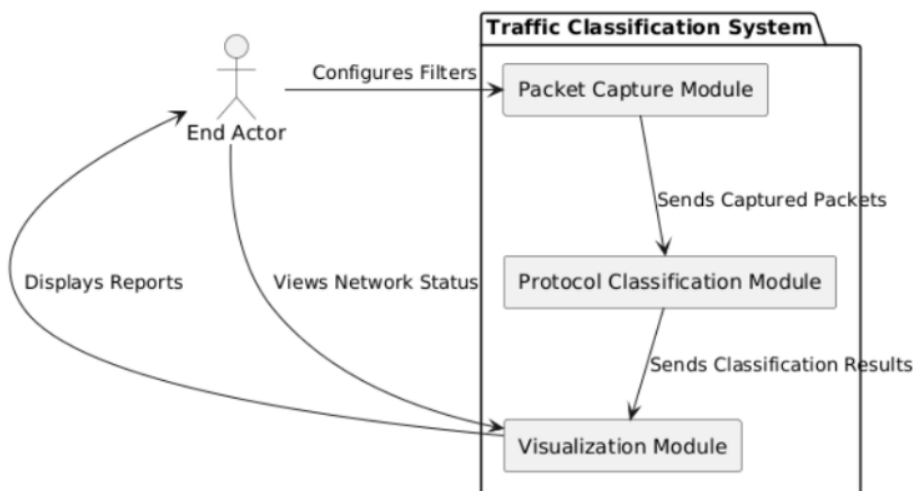 Traffic Classification System
Configures Filters
Packet Capture Module
End Actor
Sends Captured Packets
Displays Reports
Views Network Status
Protocol Classification Module
Sends Classification Results
Visualization Module